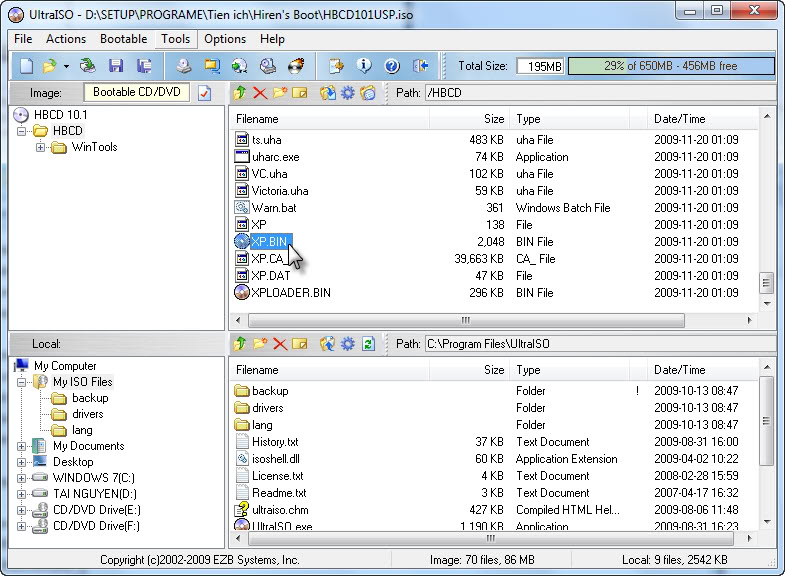 UltraISO - D:\SETUP\PROGRAME\Tien ich\Hiren's Boot\HBCD101USP.iso
File Actions Bootable Tools Options Help
Total Size: 195MB 29% of 650MB - 456MB free
Image: Bootable CD/DVD Path: /HBCD
HBCD 10.1
HBCD
WinTools
Filename Size Type Date/Time
ts.uha 483 KB uha File 2009-11-20 01:09
uharc.exe 74 KB Application 2009-11-20 01:09
VC.uha 102 KB uha File 2009-11-20 01:09
Victoria.uha 59 KB uha File 2009-11-20 01:09
Warn.bat 361 Windows Batch File 2009-11-20 01:09
XP 138 File 2009-11-20 01:09
XP.BIN 2,048 BIN File 2009-11-20 01:09
XP.CA_ 39,663 KB CA_ File 2009-11-20 01:09
XP.DAT 47 KB File 2009-11-20 01:09
XPLOADER.BIN 296 KB BIN File 2009-11-20 01:09
Local: Path: C:\Program Files\UltraISO
My Computer
My ISO Files
backup
drivers
lang
My Documents
Desktop
WINDOWS 7(C:)
TAI NGUYEN(D:)
CD/DVD Drive(E:)
CD/DVD Drive(F:)
Filename Size Type Date/Time
backup Folder ! 2009-10-13 08:47
drivers Folder 2009-10-13 08:47
lang Folder 2009-10-13 08:47
History.txt 37 KB Text Document 2009-08-31 16:00
isoshell.dll 60 KB Application Extension 2009-04-02 10:22
License.txt 4 KB Text Document 2008-02-28 15:59
Readme.txt 3 KB Text Document 2007-04-17 16:32
ultraiso.chm 427 KB Compiled HTML Hel... 2009-08-06 11:48
UltraISO.exe 1,190 KB Application 2009-08-31 16:23
Copyright (c)2002-2009 EZB Systems, Inc. Image: 70 files, 86 MB Local: 9 files, 2542 KB